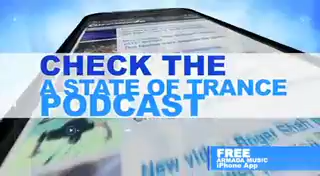 CHECK THE
A STATE OF TRANCE
PODCAST
FREE
ARMADA MUSIC
iPhone App